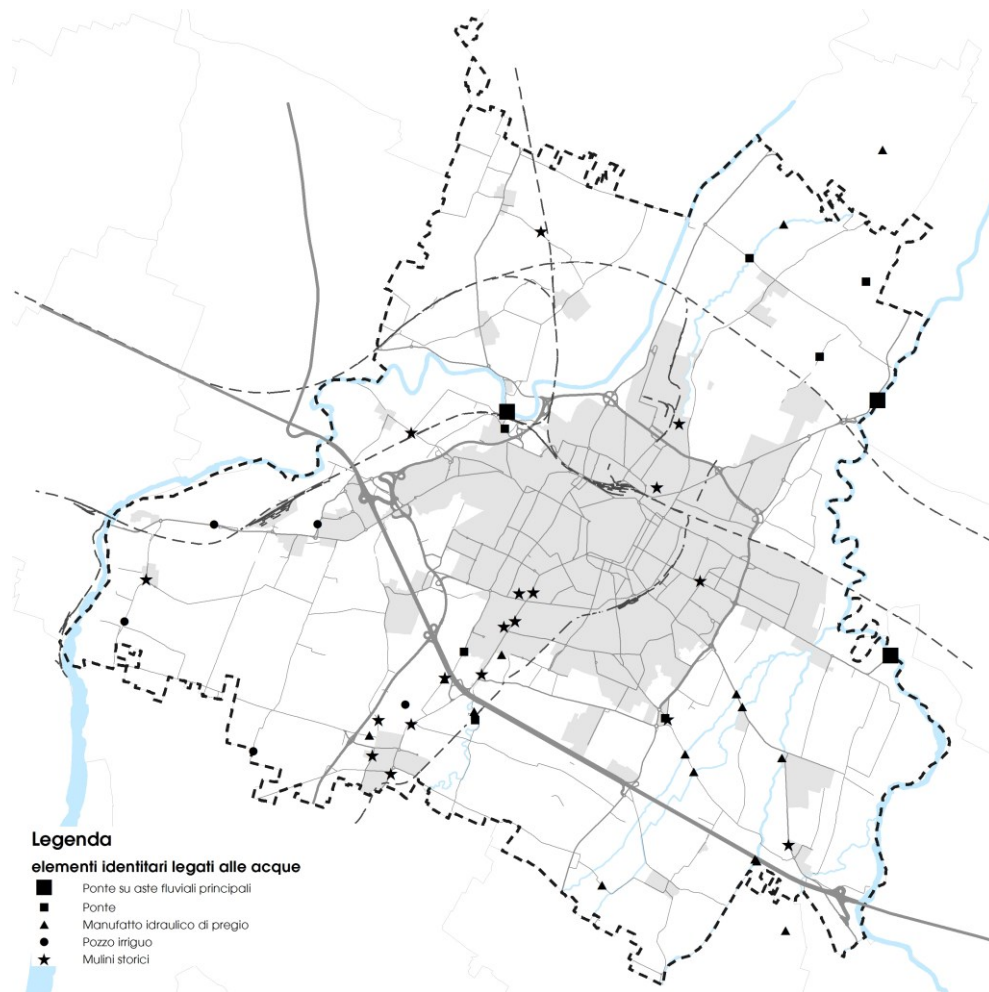 Legenda
elementi identitari legati alle acque
Ponte su aste fluviali principali
Ponte
Manufatto idraulico di pregio
Pozzo irriguo
Mulini storici